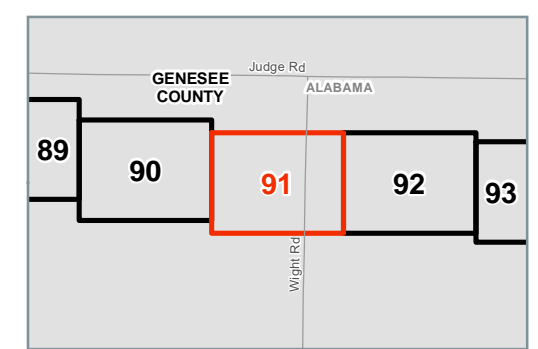 Judge Rd
GENESEE
COUNTY
ALABAMA
89
90
91
92
93
Wight Rd